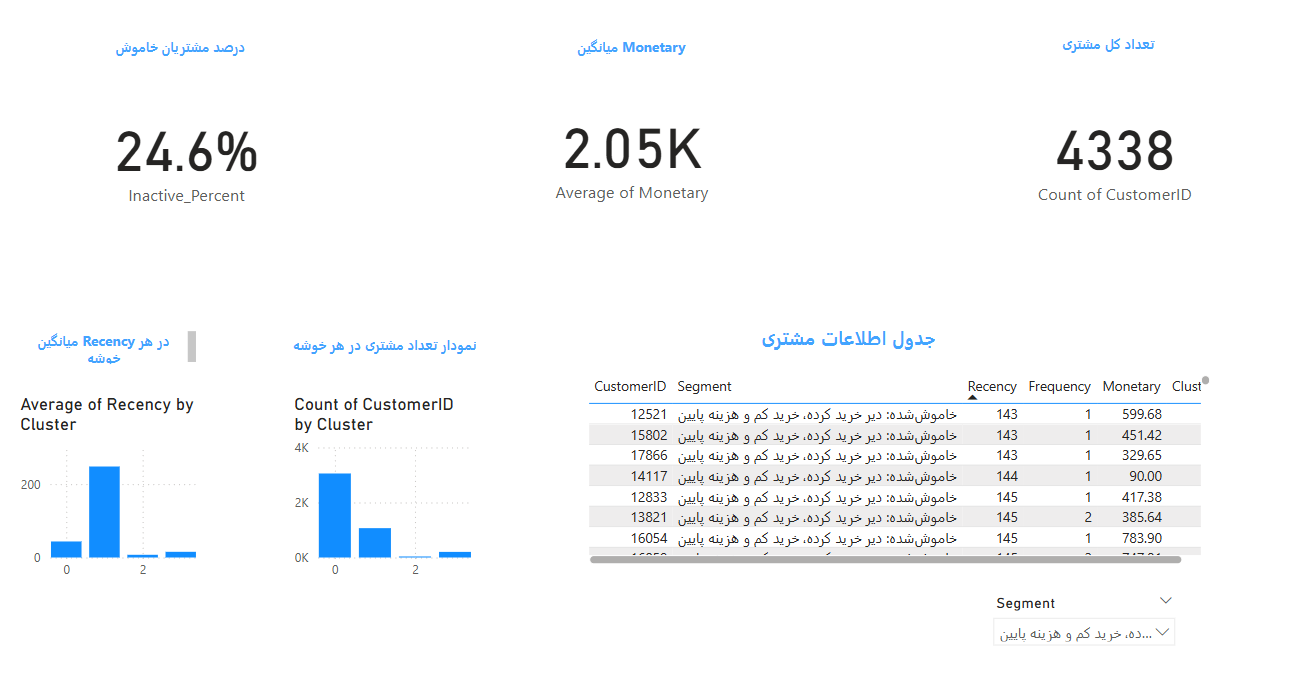 درصد مشتریان خاموش
میانگین Monetary
تعداد کل مشتری
24.6%
Inactive_Percent
2.05K
Average of Monetary
4338
Count of CustomerID
میانگین Recency در هر
خوشه
Average of Recency by
Cluster
200
0
0
2
نمودار تعداد مشتری در هر خوشه
Count of CustomerID
by Cluster
4K
2K
0K
0
2
جدول اطلاعات مشتری
CustomerID Segment Recency Frequency Monetary Clust
12521 خاموش‌شده: دیر خرید کرده، خرید کم و هزینه پایین 143 1 599.68
15802 خاموش‌شده: دیر خرید کرده، خرید کم و هزینه پایین 143 1 451.42
17866 خاموش‌شده: دیر خرید کرده، خرید کم و هزینه پایین 143 1 329.65
14117 خاموش‌شده: دیر خرید کرده، خرید کم و هزینه پایین 144 1 90.00
12833 خاموش‌شده: دیر خرید کرده، خرید کم و هزینه پایین 145 1 417.38
13821 خاموش‌شده: دیر خرید کرده، خرید کم و هزینه پایین 145 2 385.64
16054 خاموش‌شده: دیر خرید کرده، خرید کم و هزینه پایین 145 1 783.90
Segment
...ده، خرید کم و هزینه پایین